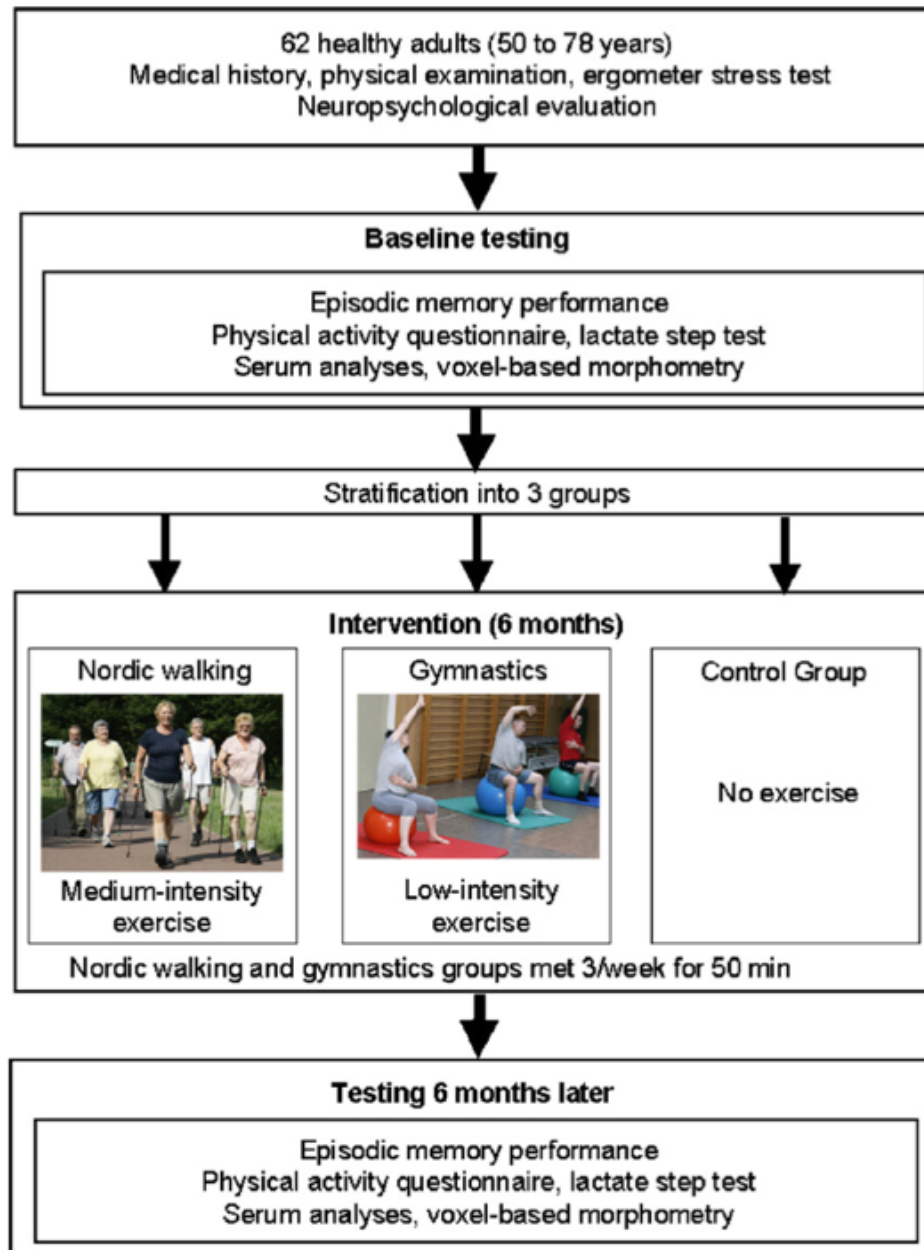 62 healthy adults (50 to 78 years)
Medical history, physical examination, ergometer stress test
Neuropsychological evaluation
Baseline testing
Episodic memory performance
Physical activity questionnaire, lactate step test
Serum analyses, voxel-based morphometry
Stratification into 3 groups
Intervention (6 months)
Nordic walking
Medium-intensity
exercise
Gymnastics
Low-intensity
exercise
Control Group
No exercise
Nordic walking and gymnastics groups met 3/week for 50 min
Testing 6 months later
Episodic memory performance
Physical activity questionnaire, lactate step test
Serum analyses, voxel-based morphometry